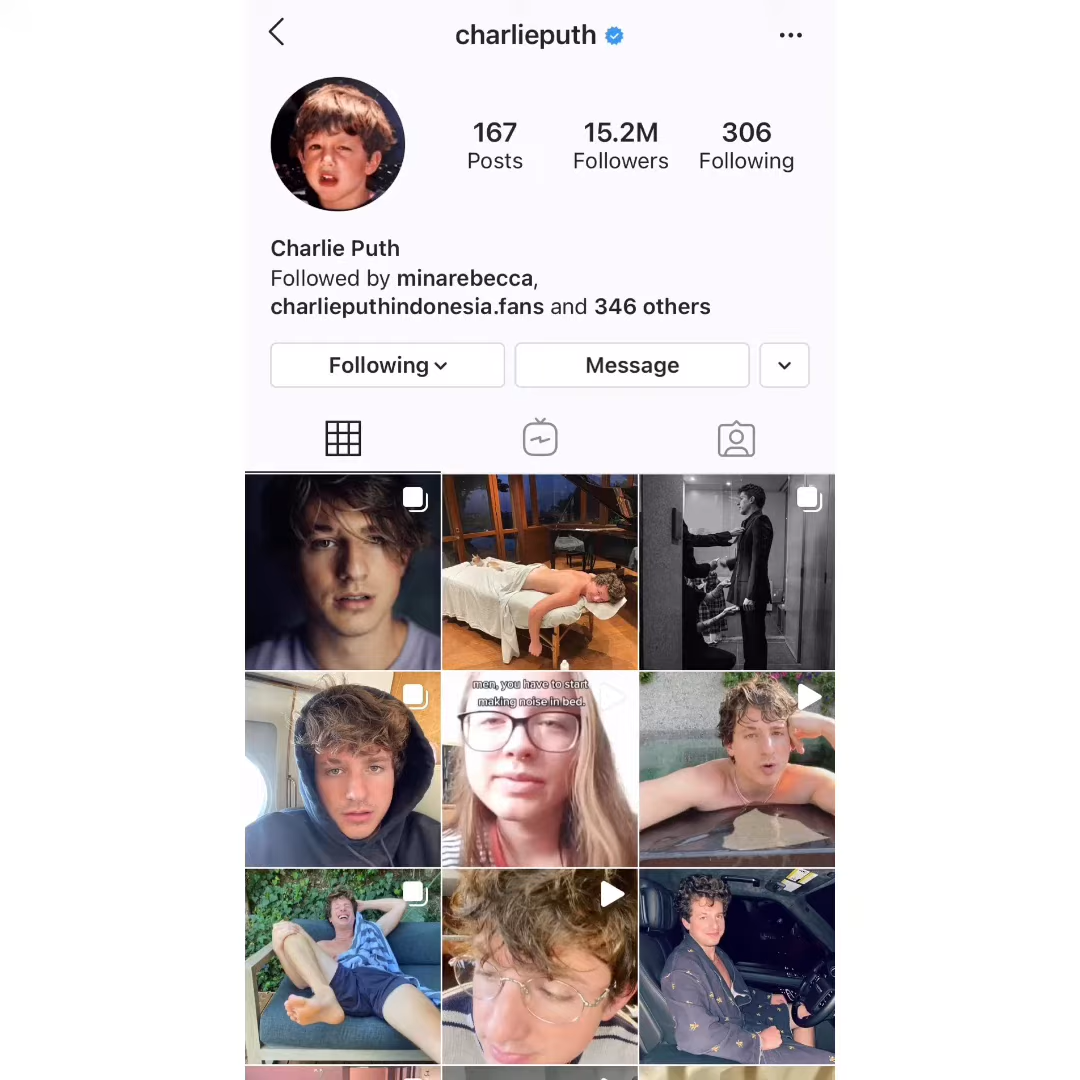 charlieputh
167 15.2M 306
Posts Followers Following
Charlie Puth
Followed by minarebecca,
charlieputhindonesia.fans and 346 others
Following Message
men, you have to start
making noise in bed.